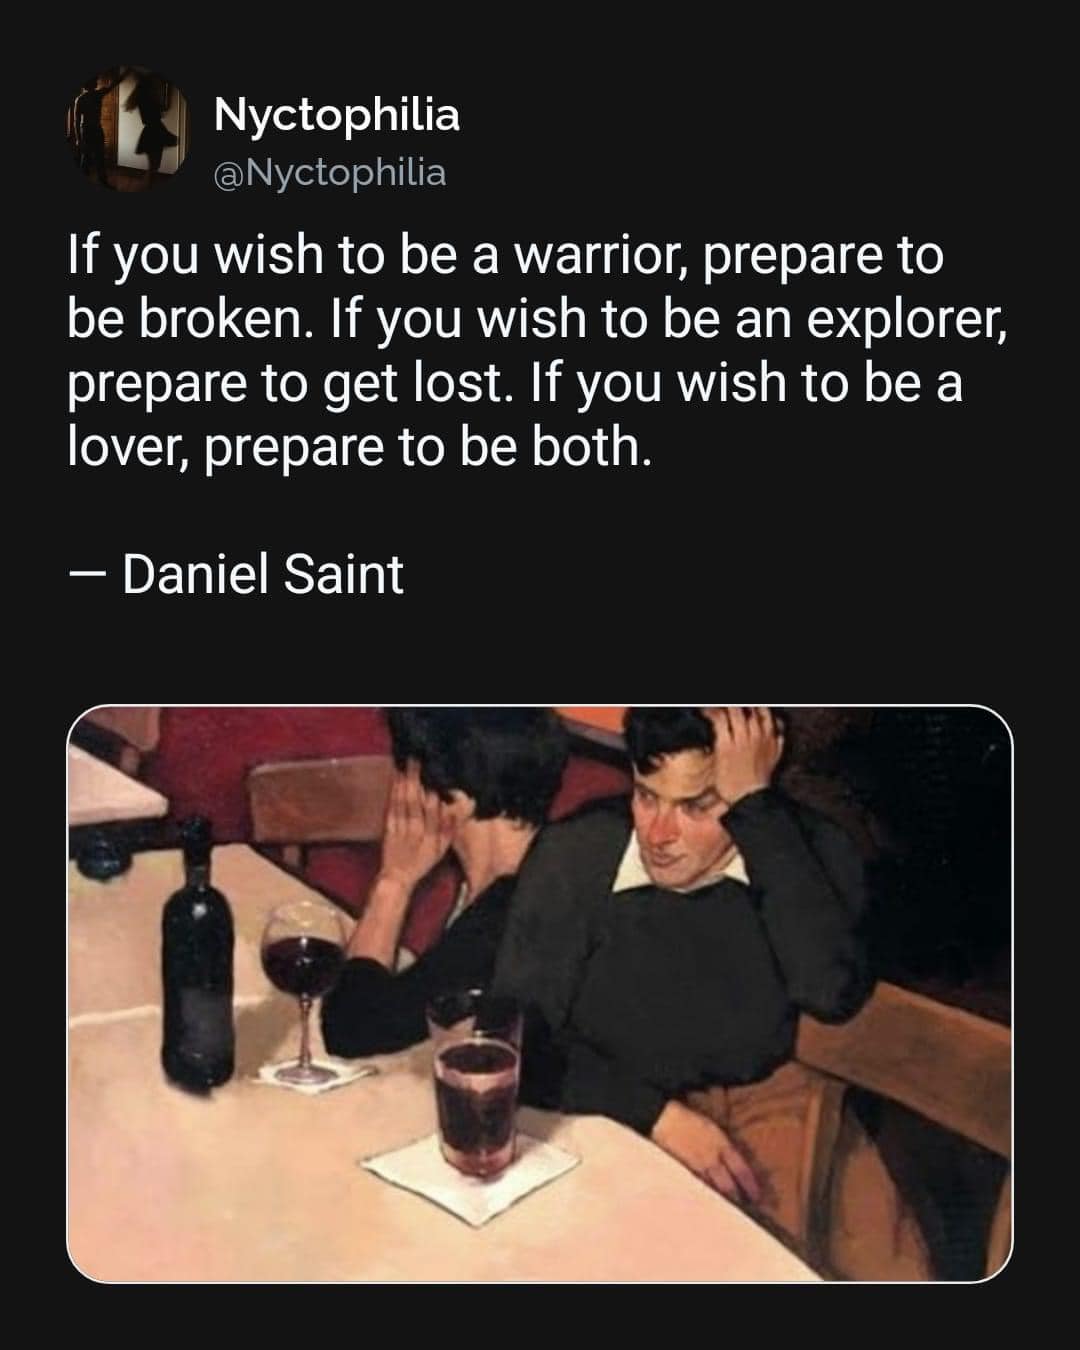 Nyctophilia
@Nyctophilia
If you wish to be a warrior, prepare to
be broken. If you wish to be an explorer,
prepare to get lost. If you wish to be a
lover, prepare to be both.
— Daniel Saint